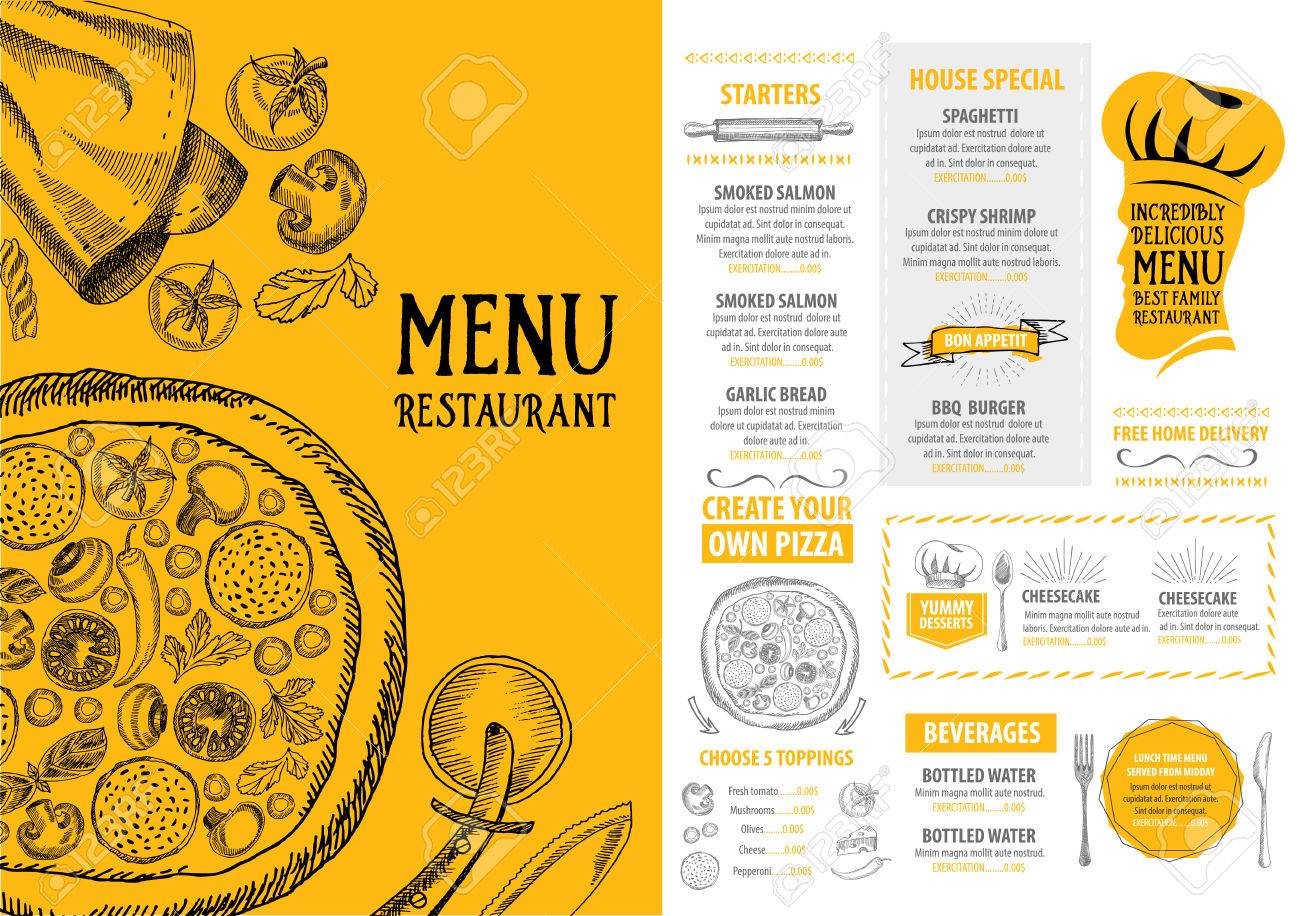 MENU
RESTAURANT
STARTERS
SMOKED SALMON
Ipsum dolor est nostrud minim dolore ut
cupidatat ad in. Sint dolor in consequat.
Minim magna mollit aute nostrud laboris.
Exercitation dolore aute ad in.
EXERCITATION........0.00$
SMOKED SALMON
Ipsum dolor est nostrud dolore ut
cupidatat ad. Exercitation dolore aute
ad in. Sint dolor in consequat.
EXERCITATION........0.00$
GARLIC BREAD
Ipsum dolor est nostrud minim
dolore ut cupidatat ad in.
cupidatat ad. Exercitation dolore aute
ad in.
EXERCITATION........0.00$
CREATE YOUR
OWN PIZZA
CHOOSE 5 TOPPINGS
Fresh tomato........0.00$
Mushrooms........0.00$
Olives........0.00$
Cheese........0.00$
Pepperoni........0.00$
HOUSE SPECIAL
SPAGHETTI
Ipsum dolor est nostrud dolore ut
cupidatat ad in. Exercitation dolore aute
ad in. Sint dolor in consequat.
EXERCITATION........0.00$
CRISPY SHRIMP
Ipsum dolor est nostrud minim dolore ut
cupidatat ad in. Sint dolor in consequat.
Minim magna mollit aute nostrud laboris.
EXERCITATION........0.00$
BON APPETIT
BBQ BURGER
Ipsum dolor est nostrud dolore ut
cupidatat ad. Exercitation dolore aute
ad in. Sint dolor in consequat.
EXERCITATION........0.00$
INCREDIBLY
DELICIOUS
MENU
BEST FAMILY
RESTAURANT
FREE HOME DELIVERY
YUMMY
DESSERTS
CHEESECAKE
Minim magna mollit aute nostrud
laboris. Exercitation dolore aute ad in.
EXERCITATION........0.00$
CHEESECAKE
Exercitation dolore aute
ad in. Sint dolor in consequat.
EXERCITATION........0.00$
BEVERAGES
BOTTLED WATER
Minim magna mollit aute nostrud.
EXERCITATION........0.00$
BOTTLED WATER
Minim magna mollit aute nostrud.
EXERCITATION........0.00$
LUNCH TIME MENU
SERVED FROM MIDDAY
Ipsum dolor est nostrud dolore ut
cupidatat ad in. Exercitation aute.
EXERCITATION........0.00$
123RF